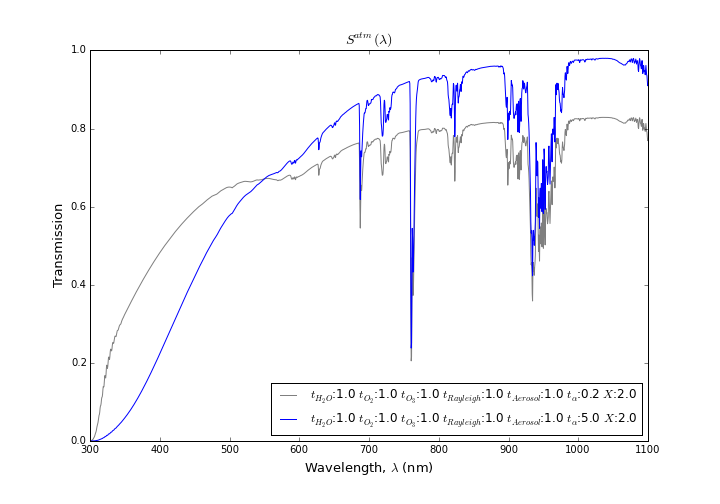 S^{atm}(λ)
1.0
0.8
0.6
0.4
0.2
0.0
Transmission
300 400 500 600 700 800 900 1000 1100
Wavelength, λ (nm)
t_{H_2O}:1.0 t_{O_2}:1.0 t_{O_3}:1.0 t_{Rayleigh}:1.0 t_{Aerosol}:1.0 t_α:0.2 X:2.0
t_{H_2O}:1.0 t_{O_2}:1.0 t_{O_3}:1.0 t_{Rayleigh}:1.0 t_{Aerosol}:1.0 t_α:5.0 X:2.0